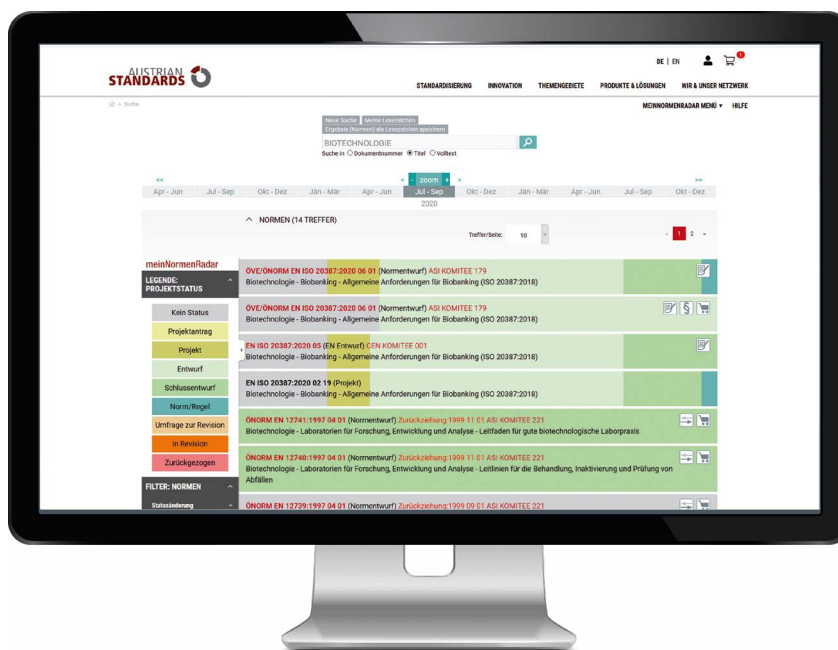 DE | EN
1
AUSTRIAN
STANDARDS
STANDARDISIERUNG INNOVATION THEMENGEBIETE PRODUKTE & LÖSUNGEN WIR & UNSER NETZWERK
> Suche
MEINNORMENRADAR MENÜ ▾ HILFE
Neue Suche Meine Lesezeichen
Ergebnis (Normen) als Lesezeichen speichern
BIOTECHNOLOGIE
Suche in Dokumentnummer Titel Volltext
<< < - zoom + > >>
Apr - Jun Jul - Sep Okt - Dez Jän - Mär Apr - Jun Jul - Sep Okt - Dez Jän - Mär Apr - Jun Jul - Sep Okt - Dez
2020
NORMEN (14 TREFFER)
Treffer/Seite: 10
1 2
meinNormenRadar
LEGENDE:
PROJEKTSTATUS
Kein Status
Projektantrag
Projekt
Entwurf
Schlussentwurf
Norm/Regel
Umfrage zur Revision
In Revision
Zurückgezogen
FILTER: NORMEN
Statusänderung
ÖVE/ÖNORM EN ISO 20387:2020 06 01 (Normentwurf) ASI KOMITEE 179
Biotechnologie - Biobanking - Allgemeine Anforderungen für Biobanking (ISO 20387:2018)
ÖVE/ÖNORM EN ISO 20387:2020 06 01 (Normentwurf) ASI KOMITEE 179
Biotechnologie - Biobanking - Allgemeine Anforderungen für Biobanking (ISO 20387:2018)
§
EN ISO 20387:2020 05 (EN Entwurf) CEN KOMITEE 001
Biotechnologie - Biobanking - Allgemeine Anforderungen für Biobanking (ISO 20387:2018)
EN ISO 20387:2020 02 19 (Projekt)
Biotechnologie - Biobanking - Allgemeine Anforderungen für Biobanking (ISO 20387:2018)
ÖNORM EN 12741:1997 04 01 (Normentwurf) Zurückziehung:1999 11 01 ASI KOMITEE 221
Biotechnologie - Laboratorien für Forschung, Entwicklung und Analyse - Leitfaden für gute biotechnologische Laborpraxis
ÖNORM EN 12740:1997 04 01 (Normentwurf) Zurückziehung:1999 11 01 ASI KOMITEE 221
Biotechnologie - Laboratorien für Forschung, Entwicklung und Analyse - Leitlinien für die Behandlung, Inaktivierung und Prüfung von
Abfällen
ÖNORM EN 12739:1997 04 01 (Normentwurf) Zurückziehung:1999 09 01 ASI KOMITEE 221